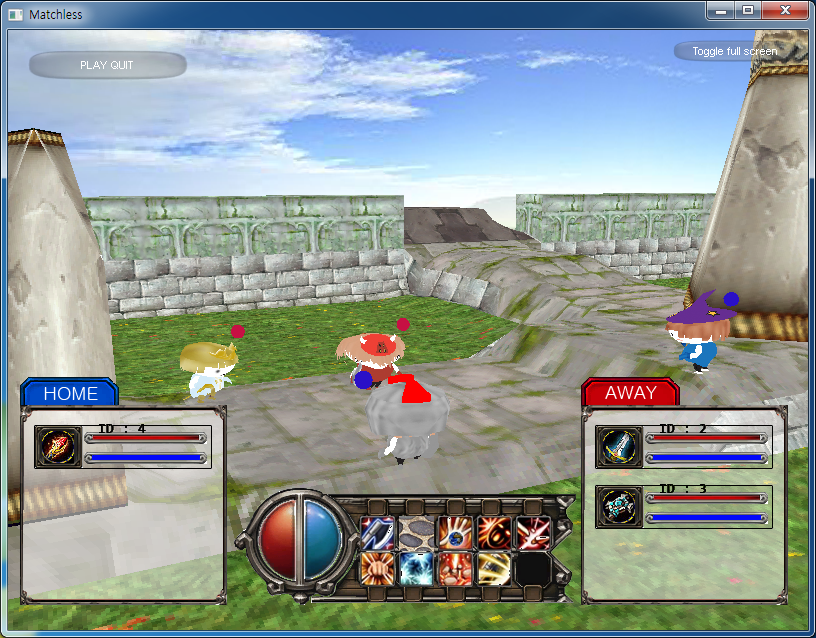 Matchless
PLAY QUIT
Toggle full screen
HOME
ID : 4
AWAY
ID : 2
ID : 3